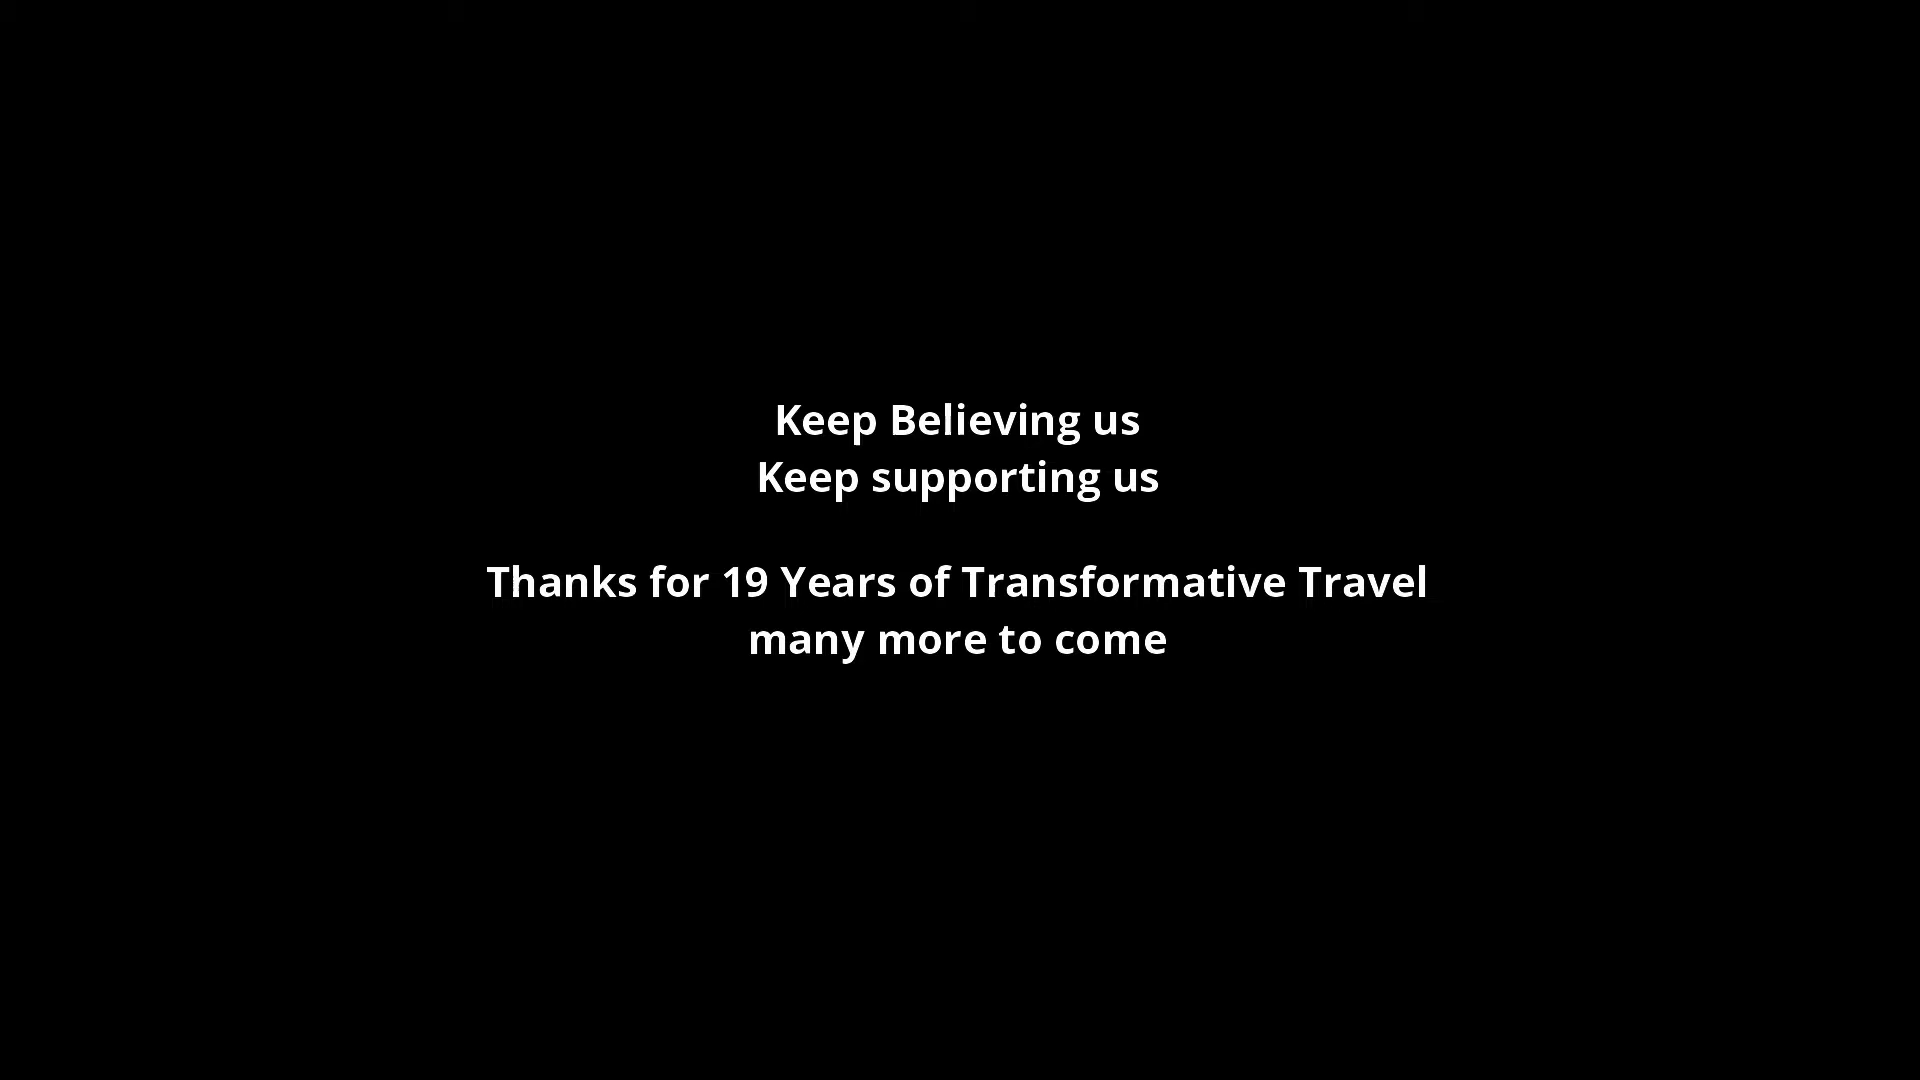 Keep Believing us
Keep supporting us
Thanks for 19 Years of Transformative Travel
many more to come